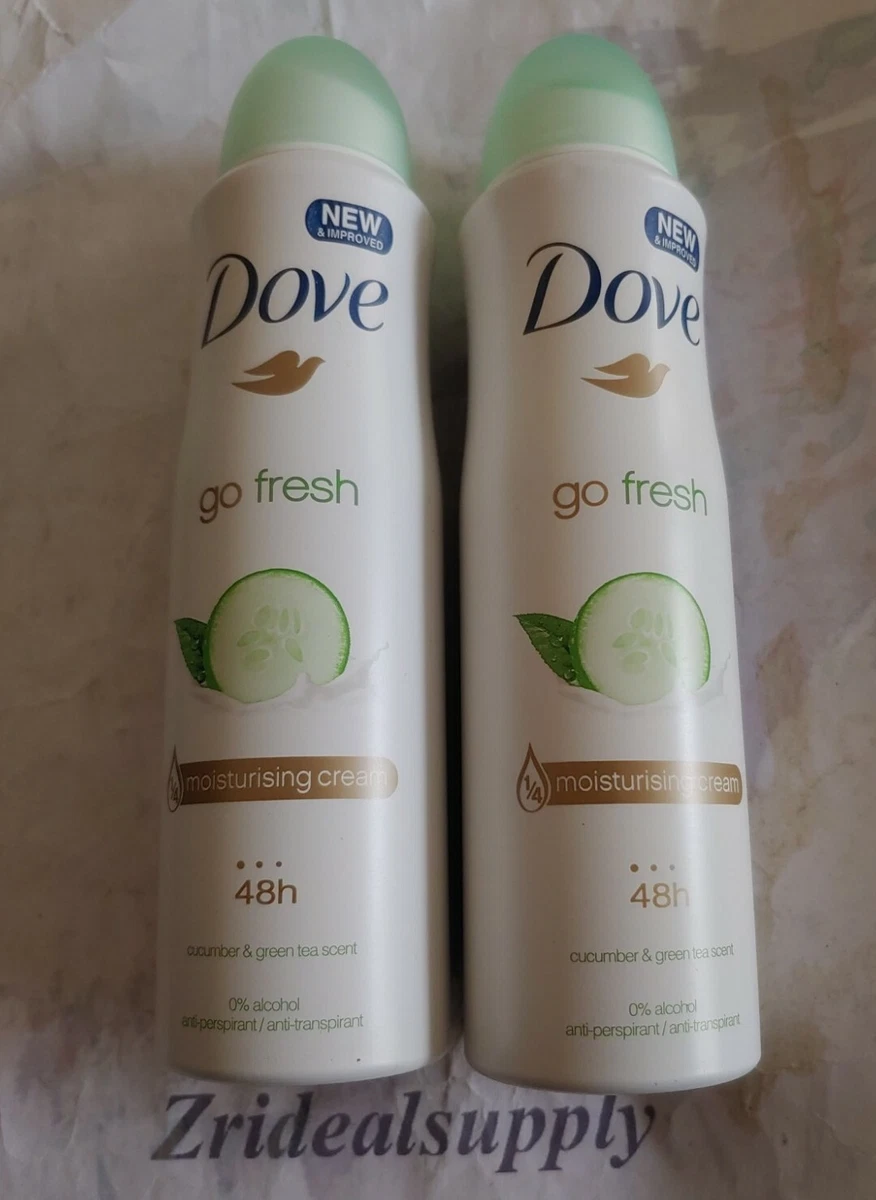 NEW
& IMPROVED
Dove
go fresh
1/4 moisturising cream
48h
cucumber & green tea scent
0% alcohol
anti-perspirant / anti-transpirant
NEW
& IMPROVED
Dove
go fresh
1/4 moisturising cream
48h
cucumber & green tea scent
0% alcohol
anti-perspirant / anti-transpirant
Zridealsupply